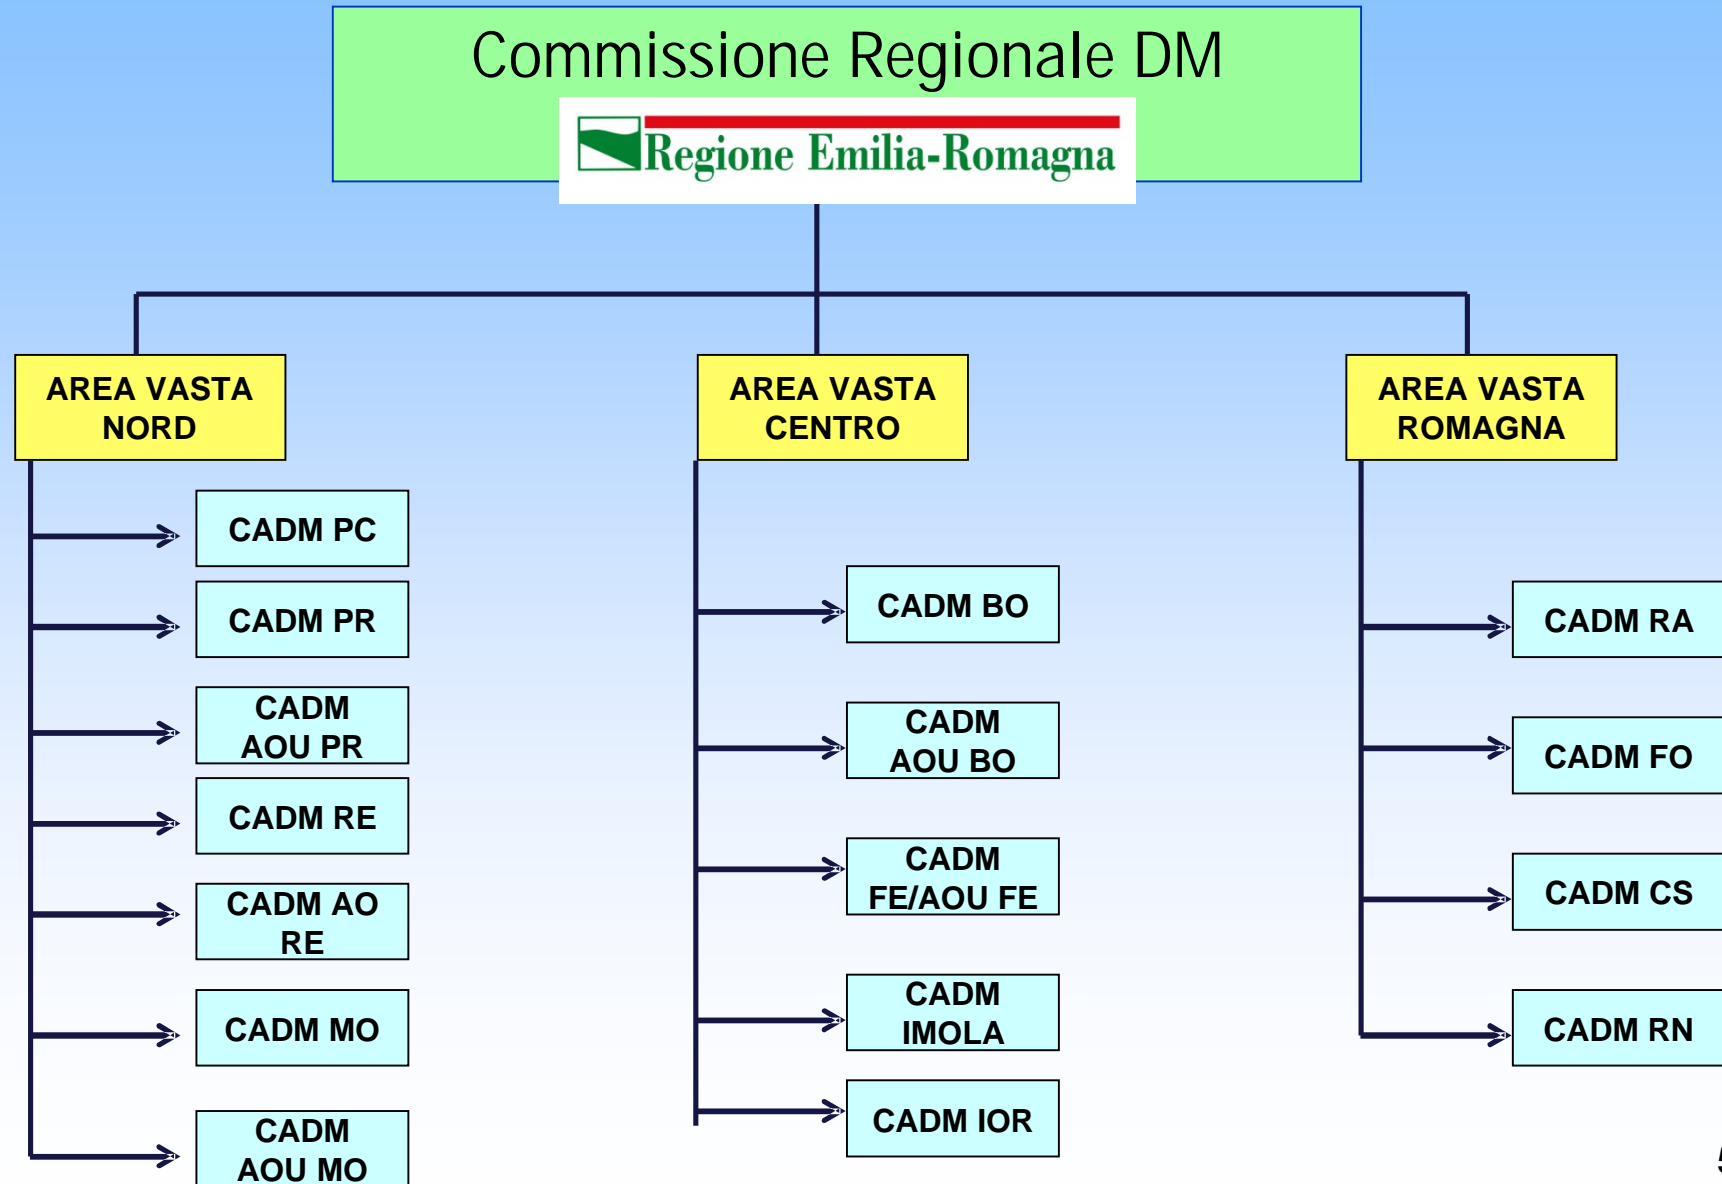 Commissione Regionale DM
Regione Emilia-Romagna
AREA VASTA
NORD
CADM PC
CADM PR
CADM
AOU PR
CADM RE
CADM AO
RE
CADM MO
CADM
AOU MO
AREA VASTA
CENTRO
CADM BO
CADM
AOU BO
CADM
FE/AOU FE
CADM
IMOLA
CADM IOR
AREA VASTA
ROMAGNA
CADM RA
CADM FO
CADM CS
CADM RN